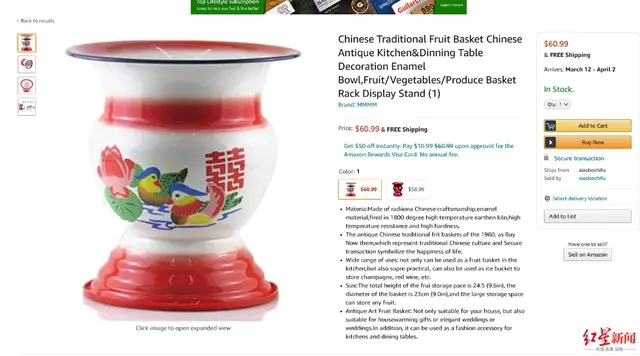 Top Lifestyle subscription
‹ Back to results
Chinese Traditional Fruit Basket Chinese
Antique Kitchen&Dinning Table
Decoration Enamel
Bowl,Fruit/Vegetables/Produce Basket
Rack Display Stand (1)
Brand: MMMM
Price: $60.99 & FREE Shipping
Get $50 off instantly: Pay $10.99 $60.99 upon approval for the
Amazon Rewards Visa Card. No annual fee.
Color: 1
$60.99
$58.99
囍
• Materia:Made of radiiona Chinese craftsmanship,enamel
material,fired in 1800 degree high-temperature earthen kiln,high
temperature resistance and high hardness.
• The antique Chinese traditional frit baskets of the 1960, as Buy
Now them,which represent traditional Chinese culture and Secure
transaction symbolize the happiness of life.
• Wide range of uses: not only can be used as a fruit basket in the
kitchen,but also supre practical, can also be used as ice bucket to
store champagne, red wine, etc.
• Size:The total height of the frui storage pace is 24.5 (9.6in), the
diameter of the basket is 23cm (9.0in),and the large storage space
can store any fruit.
• Antique Art Fruit Basket: Not only suitable for your house, but also
suitable for housewarming gifts or elegant weddings or
weddings.In addition, it can be used as a fashion accessory for
kitchens and dining tables.
Click image to open expanded view
$60.99
& FREE Shipping
Arrives: March 12 - April 2
In Stock.
Qty: 1
Add to Cart
Buy Now
Secure transaction
Ships from xiaoboshifu
Sold by xiaoboshifu
Select delivery location
Add to List
Have one to sell?
Sell on Amazon
红星新闻